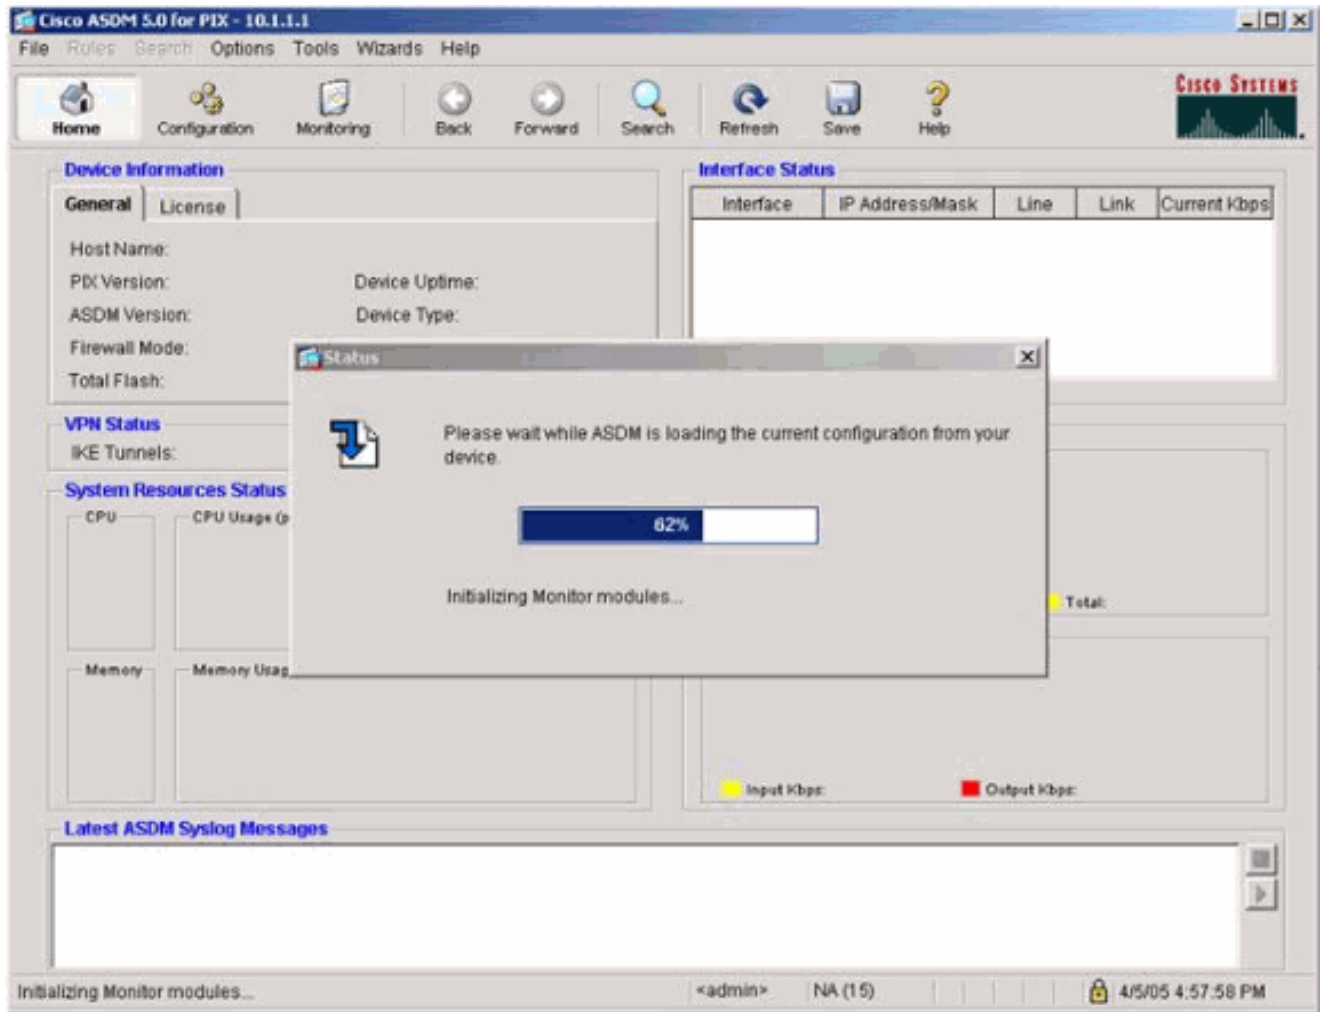 Cisco ASDM 5.0 for PIX - 10.1.1.1
File Rules Search Options Tools Wizards Help
Home Configuration Monitoring Back Forward Search Refresh Save Help
CISCO SYSTEMS
Device Information
General License
Host Name:
PIX Version: Device Uptime:
ASDM Version: Device Type:
Firewall Mode:
Total Flash:
Interface Status
Interface IP Address/Mask Line Link Current Kbps
VPN Status
IKE Tunnels:
System Resources Status
CPU CPU Usage (p
Memory Memory Usag
Status
Please wait while ASDM is loading the current configuration from your
device.
62%
Initializing Monitor modules...
Total:
Input Kbps: Output Kbps:
Latest ASDM Syslog Messages
Initializing Monitor modules... <admin> NA (15) 4/5/05 4:57:58 PM